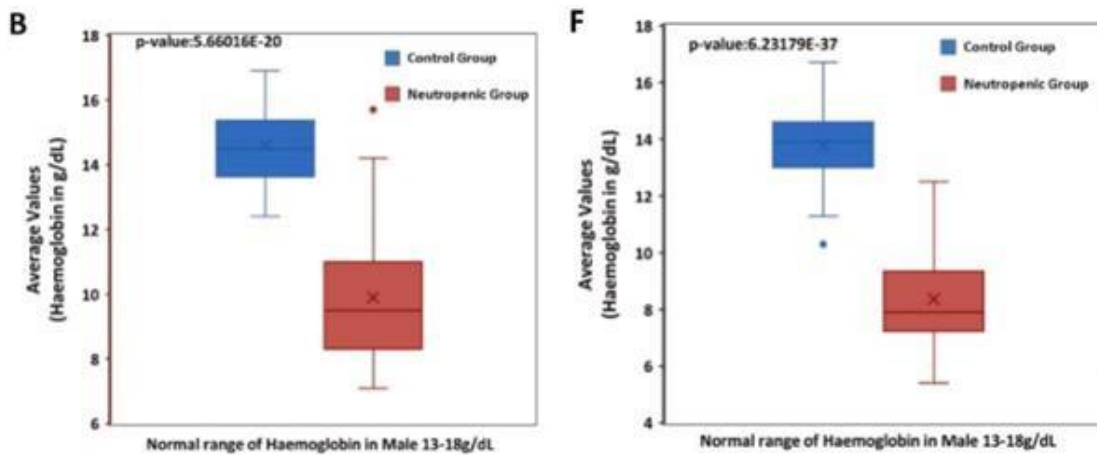 B
p-value:5.66016E-20
Control Group
Neutropenic Group
Average Values
(Haemoglobin in g/dL)
18
16
14
12
10
8
6
Normal range of Haemoglobin in Male 13-18g/dL
F
p-value:6.23179E-37
Control Group
Neutropenic Group
Average Values
(Haemoglobin in g/dL)
18
16
14
12
10
8
6
4
Normal range of Haemoglobin in Male 13-18g/dL